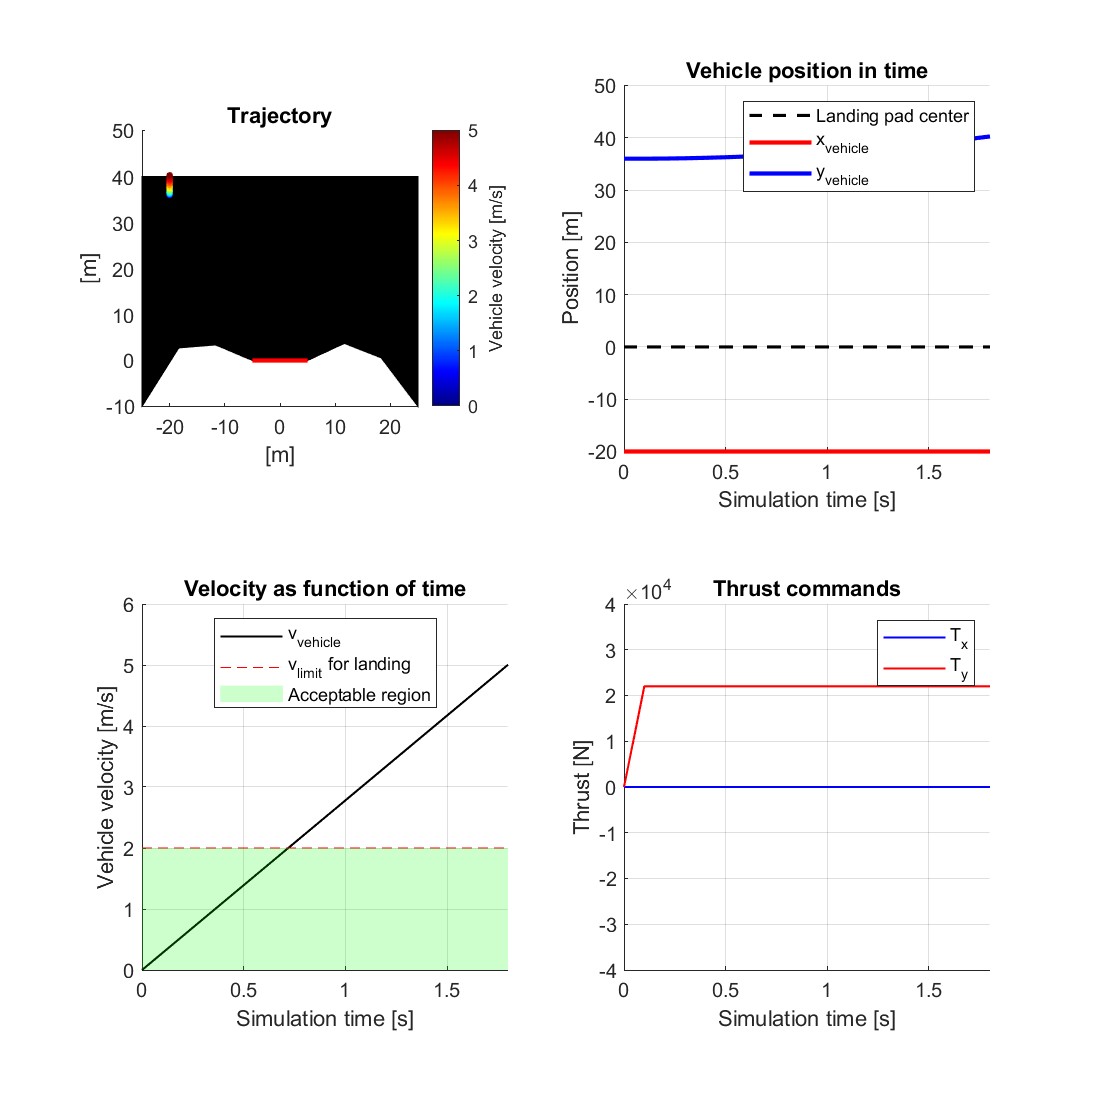 Trajectory
50
40
30
20
10
0
-10
[m]
-20 -10 0 10 20
[m]
5
4
3
2
1
0
Vehicle velocity [m/s]
Vehicle position in time
50
40
30
20
10
0
-10
-20
Position [m]
Landing pad center
x_vehicle
y_vehicle
0 0.5 1 1.5
Simulation time [s]
Velocity as function of time
6
5
4
3
2
1
0
Vehicle velocity [m/s]
v_vehicle
v_limit for landing
Acceptable region
0 0.5 1 1.5
Simulation time [s]
Thrust commands
×10^4
4
3
2
1
0
-1
-2
-3
-4
Thrust [N]
T_x
T_y
0 0.5 1 1.5
Simulation time [s]